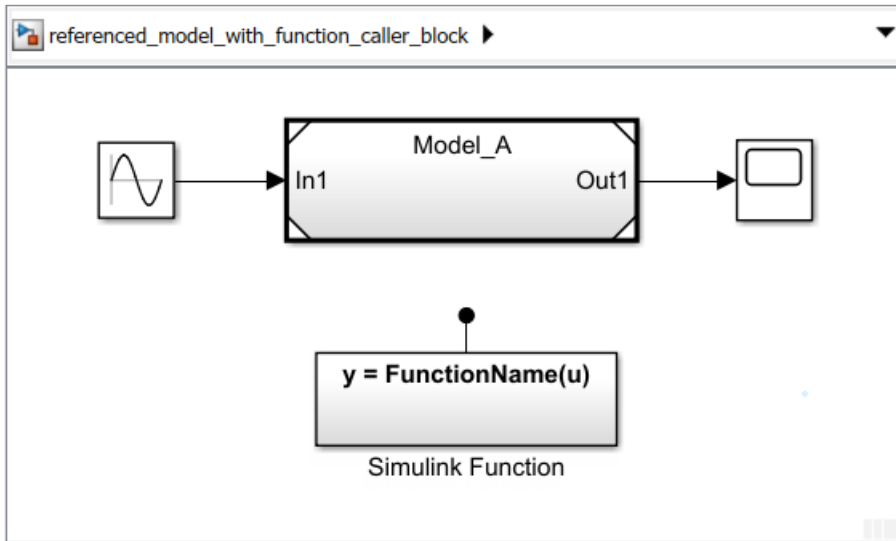 referenced_model_with_function_caller_block
Model_A
In1
Out1
y = FunctionName(u)
Simulink Function